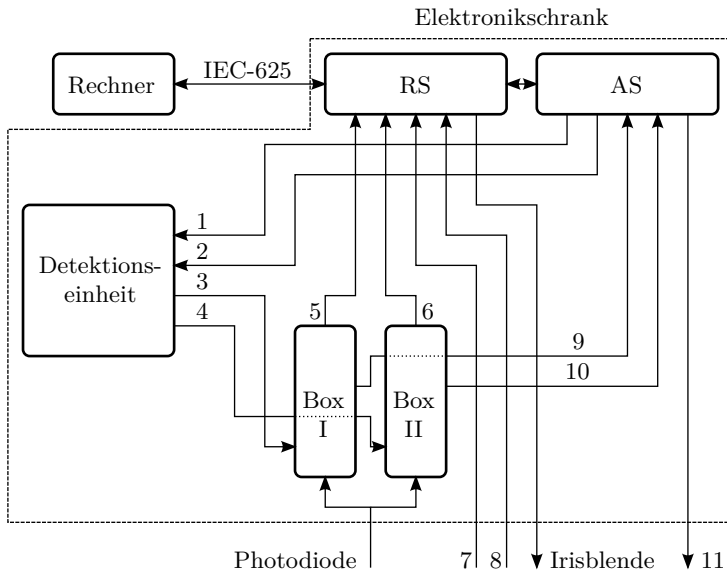 Elektronikschrank
Rechner
IEC-625
RS
AS
1
2
3
4
Detektions-
einheit
5
6
9
10
Box
I
Box
II
Photodiode
7
8
Irisblende
11